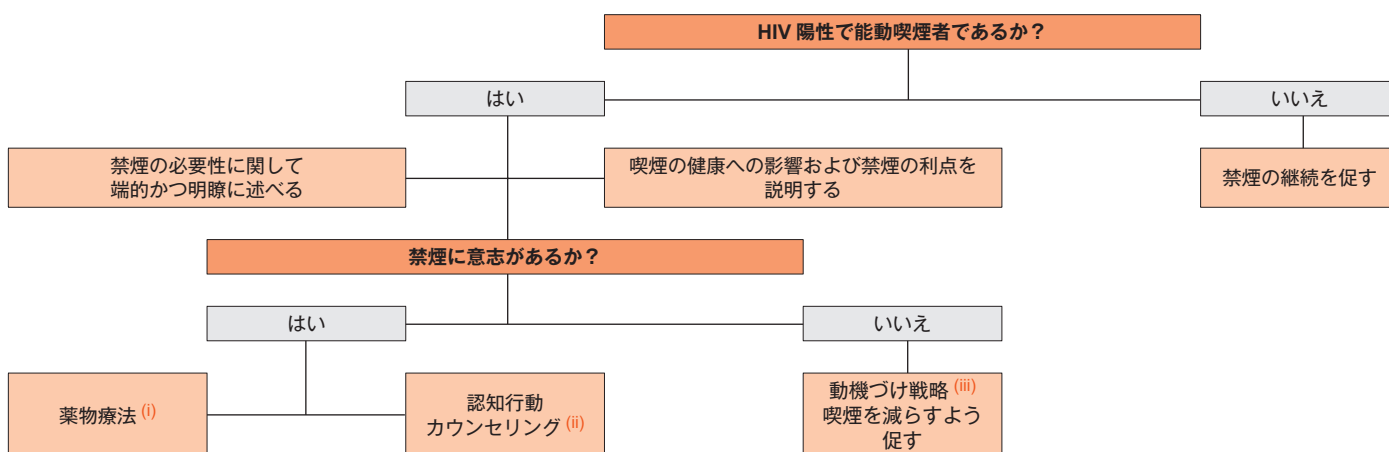 HIV 陽性で能動喫煙者であるか？
はい
いいえ
禁煙の必要性に関して
端的かつ明瞭に述べる
喫煙の健康への影響および禁煙の利点を
説明する
禁煙の継続を促す
禁煙に意志があるか？
はい
いいえ
薬物療法 (i)
認知行動
カウンセリング (ii)
動機づけ戦略 (iii)
喫煙を減らすよう
促す